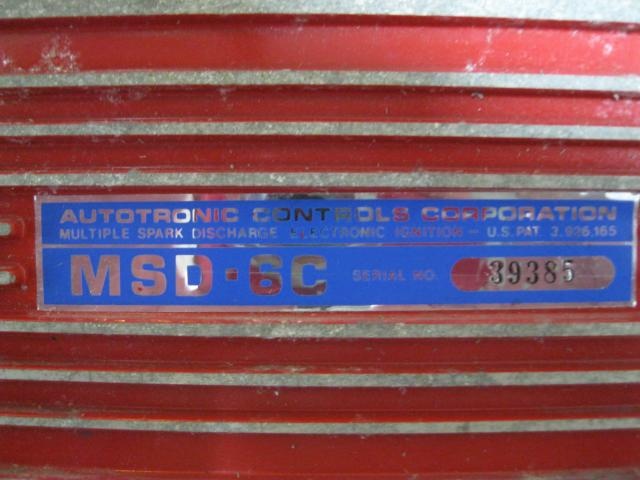 AUTOTRONIC CONTROLS CORPORATION
MULTIPLE SPARK DISCHARGE ELECTRONIC IGNITION - U.S. PAT 3,926,165
MSD·6C SERIAL NO. 39385